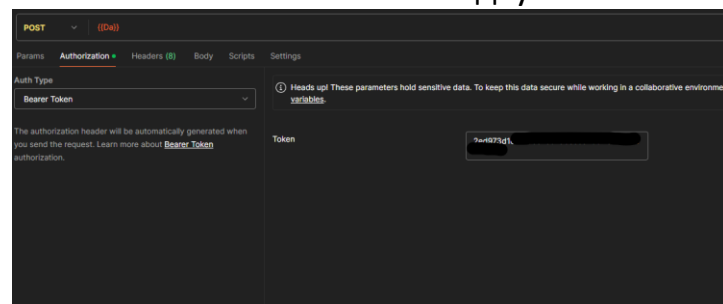 POST {{Da}}
Params Authorization Headers (8) Body Scripts Settings
Auth Type
Bearer Token
The authorization header will be automatically generated when
you send the request. Learn more about Bearer Token
authorization.
Heads up! These parameters hold sensitive data. To keep this data secure while working in a collaborative environme
variables.
Token